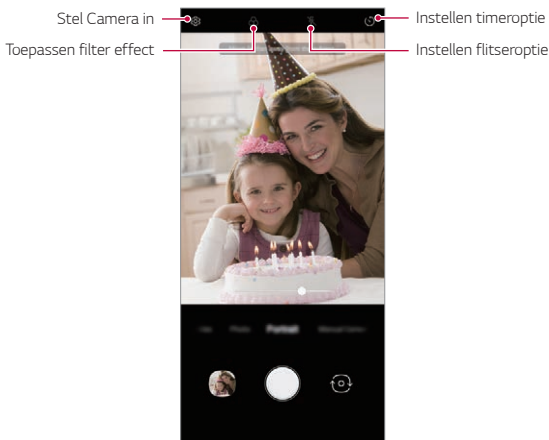 Stel Camera in
Instellen timeroptie
Toepassen filter effect
Instellen flitseroptie
Photo Portrait